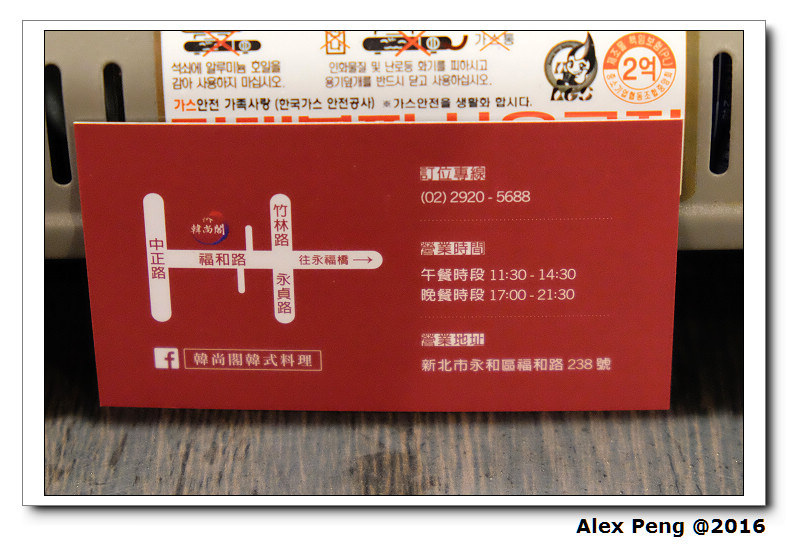 가 통
석쇠에 알루미늄 호일을
감아 사용하지 마십시오.
인화물질 및 난로등 화기를 피하시고
용기덮개를 반드시 닫고 사용하십시오.
2억
가스안전 가족사랑 (한국가스 안전공사) ※가스안전을 생활화 합시다.
中正路
韓尚閣
福和路
竹林路
永貞路
往永福橋 →
訂位專線
(02) 2920 - 5688
營業時間
午餐時段 11:30 - 14:30
晚餐時段 17:00 - 21:30
營業地址
新北市永和區福和路 238 號
f 韓尚閣韓式料理
Alex Peng @2016